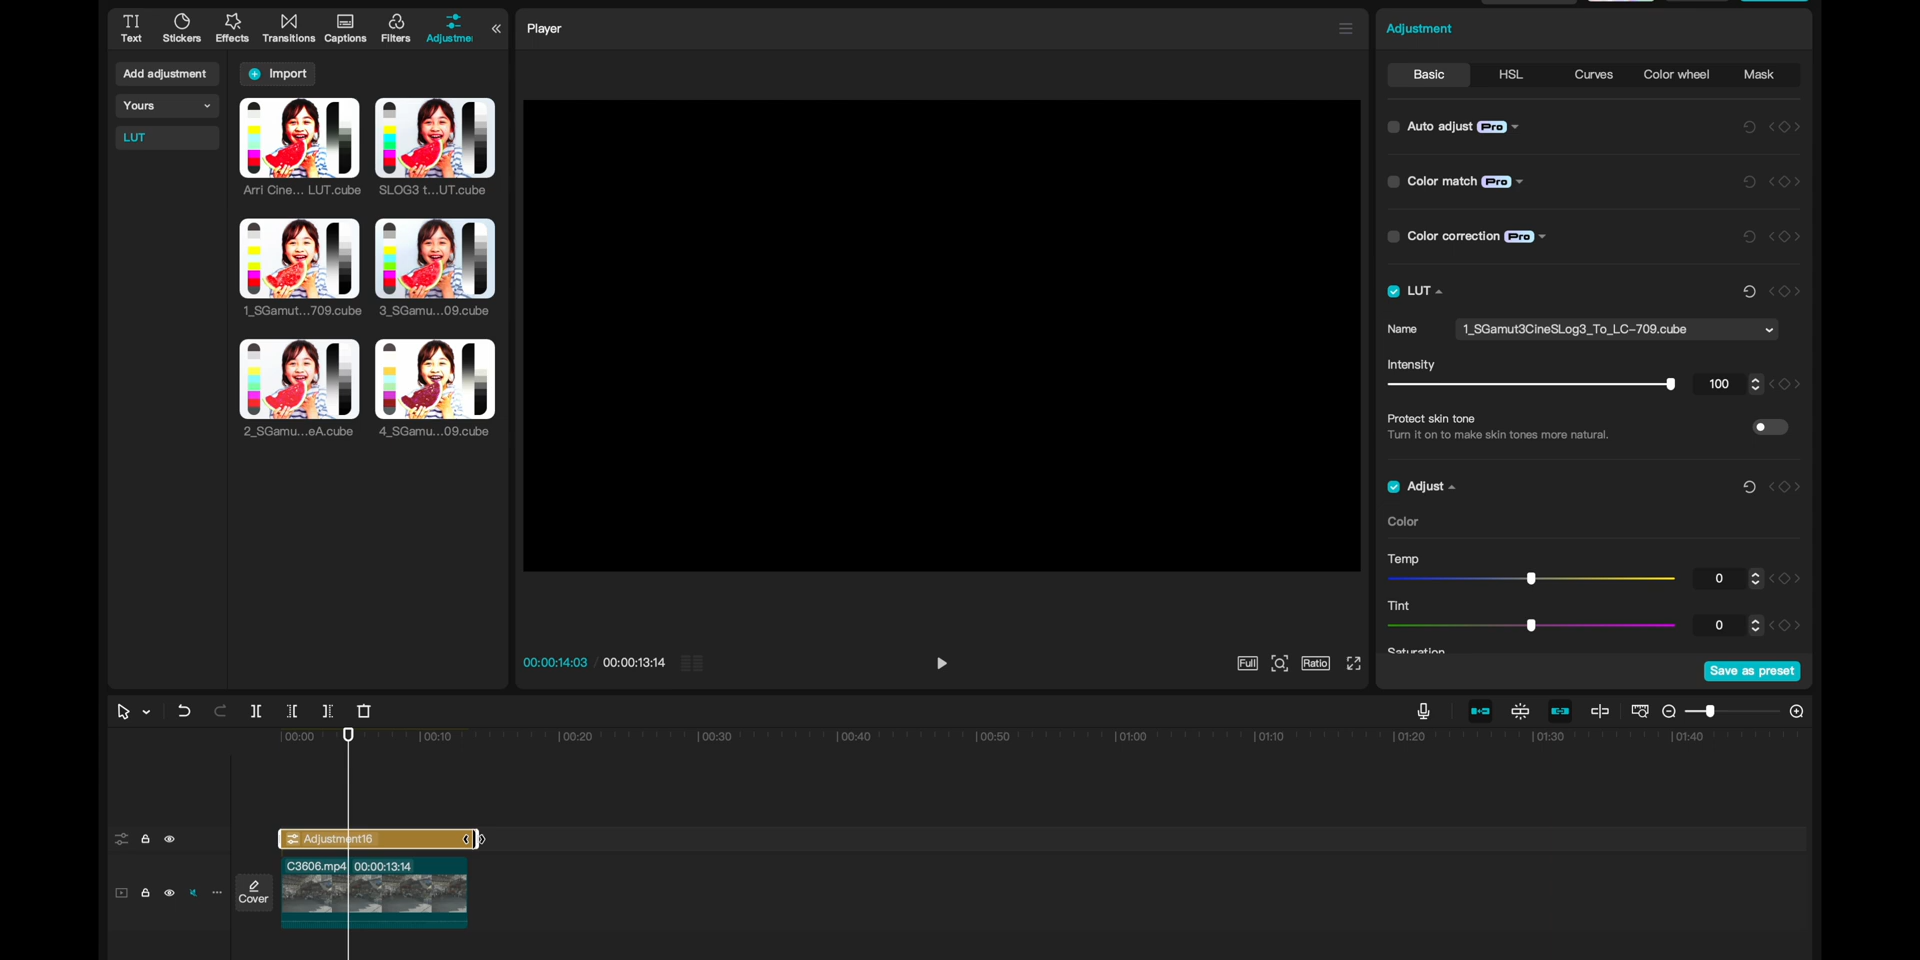 Text
Stickers
Effects
Transitions
Captions
Filters
Adjustmen
Add adjustment
Yours
LUT
Import
Arri Cine... LUT.cube
SLOG3 t...UT.cube
1_SGamut...709.cube
3_SGamu...09.cube
2_SGamu...eA.cube
4_SGamu...09.cube
Player
00:00:14:03 / 00:00:13:14
Full
Ratio
Adjustment
Basic
HSL
Curves
Color wheel
Mask
Auto adjust Pro
Color match Pro
Color correction Pro
LUT
Name
1_SGamut3CineSLog3_To_LC-709.cube
Intensity
100
Protect skin tone
Turn it on to make skin tones more natural.
Adjust
Color
Temp
0
Tint
0
Saturation
Save as preset
00:00
00:10
00:20
00:30
00:40
00:50
01:00
01:10
01:20
01:30
01:40
Adjustment16
C3606.mp4 00:00:13:14
Cover